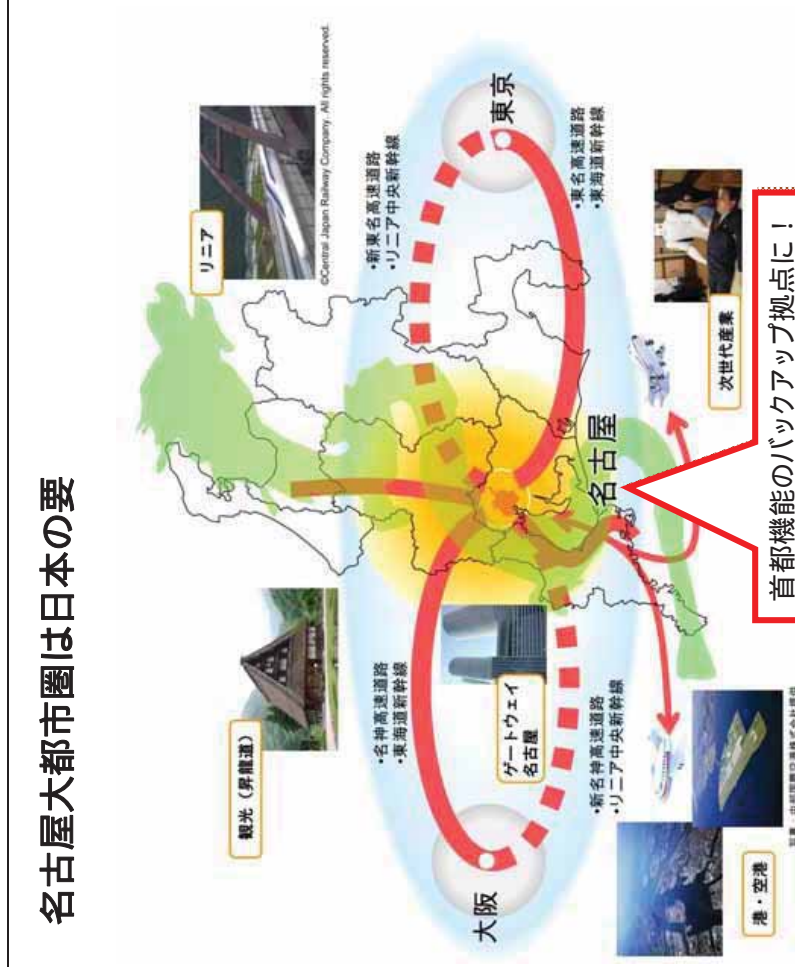 名古屋大都市圏は日本の要
リニア
©Central Japan Railway Company. All rights reserved.
観光（昇龍道）
・名神高速道路
・東海道新幹線
・新東名高速道路
・リニア中央新幹線
大阪
東京
ゲートウェイ
名古屋
名古屋
・新名神高速道路
・リニア中央新幹線
・東名高速道路
・東海道新幹線
港・空港
次世代産業
首都機能のバックアップ拠点に！